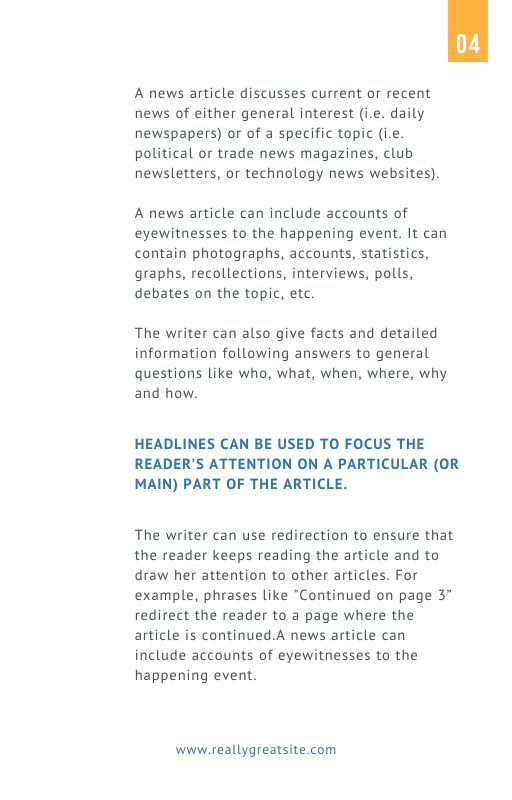 04
A news article discusses current or recent
news of either general interest (i.e. daily
newspapers) or of a specific topic (i.e.
political or trade news magazines, club
newsletters, or technology news websites).
A news article can include accounts of
eyewitnesses to the happening event. It can
contain photographs, accounts, statistics,
graphs, recollections, interviews, polls,
debates on the topic, etc.
The writer can also give facts and detailed
information following answers to general
questions like who, what, when, where, why
and how.
HEADLINES CAN BE USED TO FOCUS THE
READER’S ATTENTION ON A PARTICULAR (OR
MAIN) PART OF THE ARTICLE.
The writer can use redirection to ensure that
the reader keeps reading the article and to
draw her attention to other articles. For
example, phrases like "Continued on page 3”
redirect the reader to a page where the
article is continued.A news article can
include accounts of eyewitnesses to the
happening event.
www.reallygreatsite.com